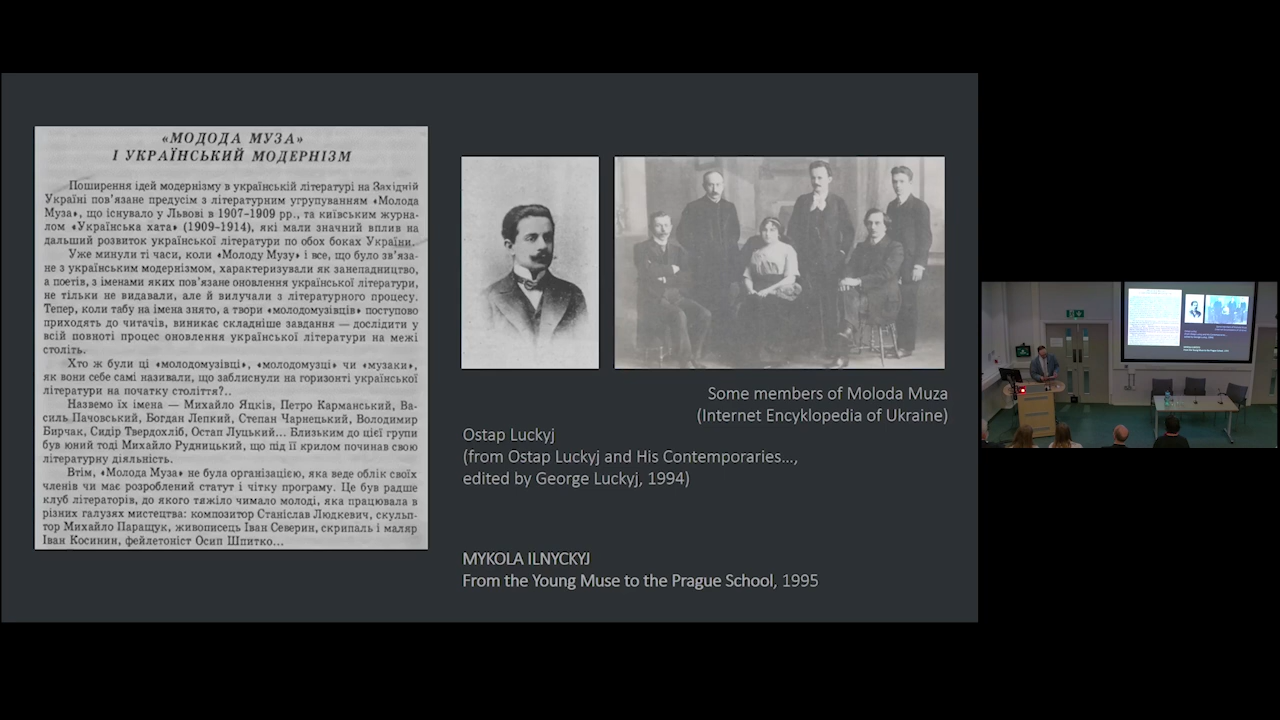 «МОДОДА МУЗА»
І УКРАЇНСЬКИЙ МОДЕРНІЗМ
Поширення ідей модернізму в українській літературі на Західній
Україні пов’язане предусім з літературним угрупуванням «Молода
Муза», що існувало у Львові в 1907–1909 рр., та київським журна-
лом «Українська хата» (1909–1914), які мали значний вплив на
дальший розвиток української літератури по обох боках України.
Уже минули ті часи, коли «Молоду Музу» і все, що було зв’яза-
не з українським модернізмом, характеризували як занепадництво,
а поетів, з іменами яких пов’язане оновлення української літератури,
не тільки не видавали, але й вилучали з літературного процесу.
Тепер, коли табу на імена знято, а твори «молодомузівців» поступово
приходять до читачів, виникає складніше завдання — дослідити у
всій повноті процес оновлення української літератури на межі
століть.
Хто ж були ці «молодомузівці», «молодомузці» чи «музаки»,
як вони себе самі називали, що заблиснули на горизонті української
літератури на початку століття?..
Назвемо їх імена — Михайло Яцків, Петро Карманський, Ва-
силь Пачовський, Богдан Лепкий, Степан Чарнецький, Володимир
Бирчак, Сидір Твердохліб, Остап Луцький... Близьким до цієї групи
був юний тоді Михайло Рудницький, що під її крилом починав свою
літературну діяльність.
Втім, «Молода Муза» не була організацією, яка веде облік своїх
членів чи має розроблений статут і чітку програму. Це був радше
клуб літераторів, до якого тяжіло чимало молоді, яка працювала в
різних галузях мистецтва: композитор Станіслав Людкевич, скульп-
тор Михайло Паращук, живописець Іван Северин, скрипаль і маляр
Іван Косинин, фейлетоніст Осип Шпитко...
Some members of Moloda Muza
(Internet Encyklopedia of Ukraine)
Ostap Luckyj
(from Ostap Luckyj and His Contemporaries...,
edited by George Luckyj, 1994)
MYKOLA ILNYCKYJ
From the Young Muse to the Prague School, 1995